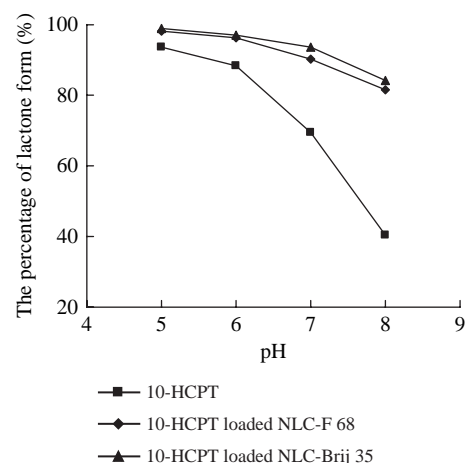 The percentage of lactone form (%)
100
80
60
40
20
4 5 6 7 8 9
pH
10-HCPT
10-HCPT loaded NLC-F 68
10-HCPT loaded NLC-Brij 35